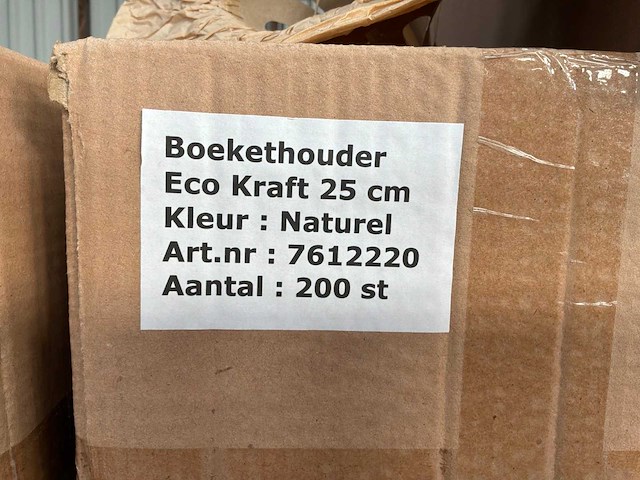 Boekethouder
Eco Kraft 25 cm
Kleur : Naturel
Art.nr : 7612220
Aantal : 200 st